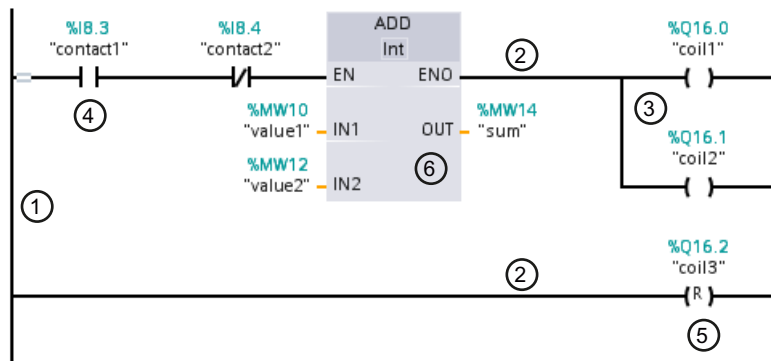 %I8.3
"contact1"
%I8.4
"contact2"
ADD
Int
EN
ENO
%MW10
"value1"
IN1
OUT
%MW14
"sum"
%MW12
"value2"
IN2
%Q16.0
"coil1"
%Q16.1
"coil2"
%Q16.2
"coil3"
R
1
2
3
4
6
2
5